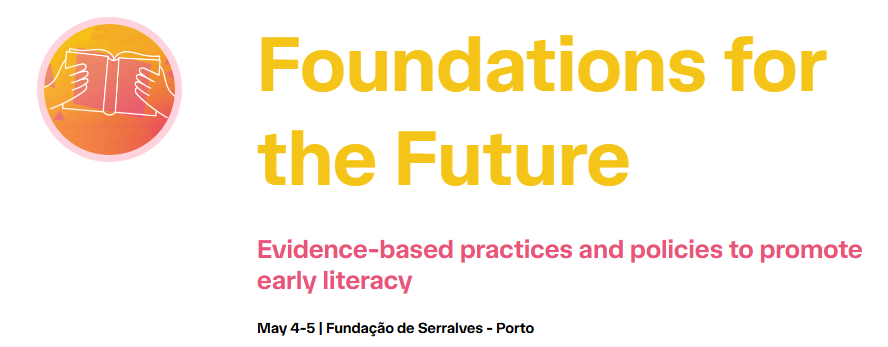 Foundations for
the Future
Evidence-based practices and policies to promote
early literacy
May 4-5 | Fundação de Serralves - Porto